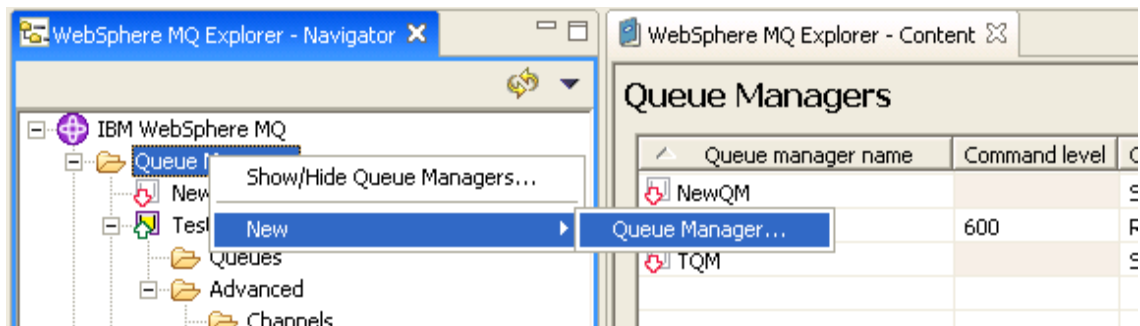 WebSphere MQ Explorer - Navigator
WebSphere MQ Explorer - Content
Queue Managers
IBM WebSphere MQ
Queue
Show/Hide Queue Managers...
New
Queue Manager...
Queues
Advanced
Channels
Queue manager name Command level
NewQM
600
TQM